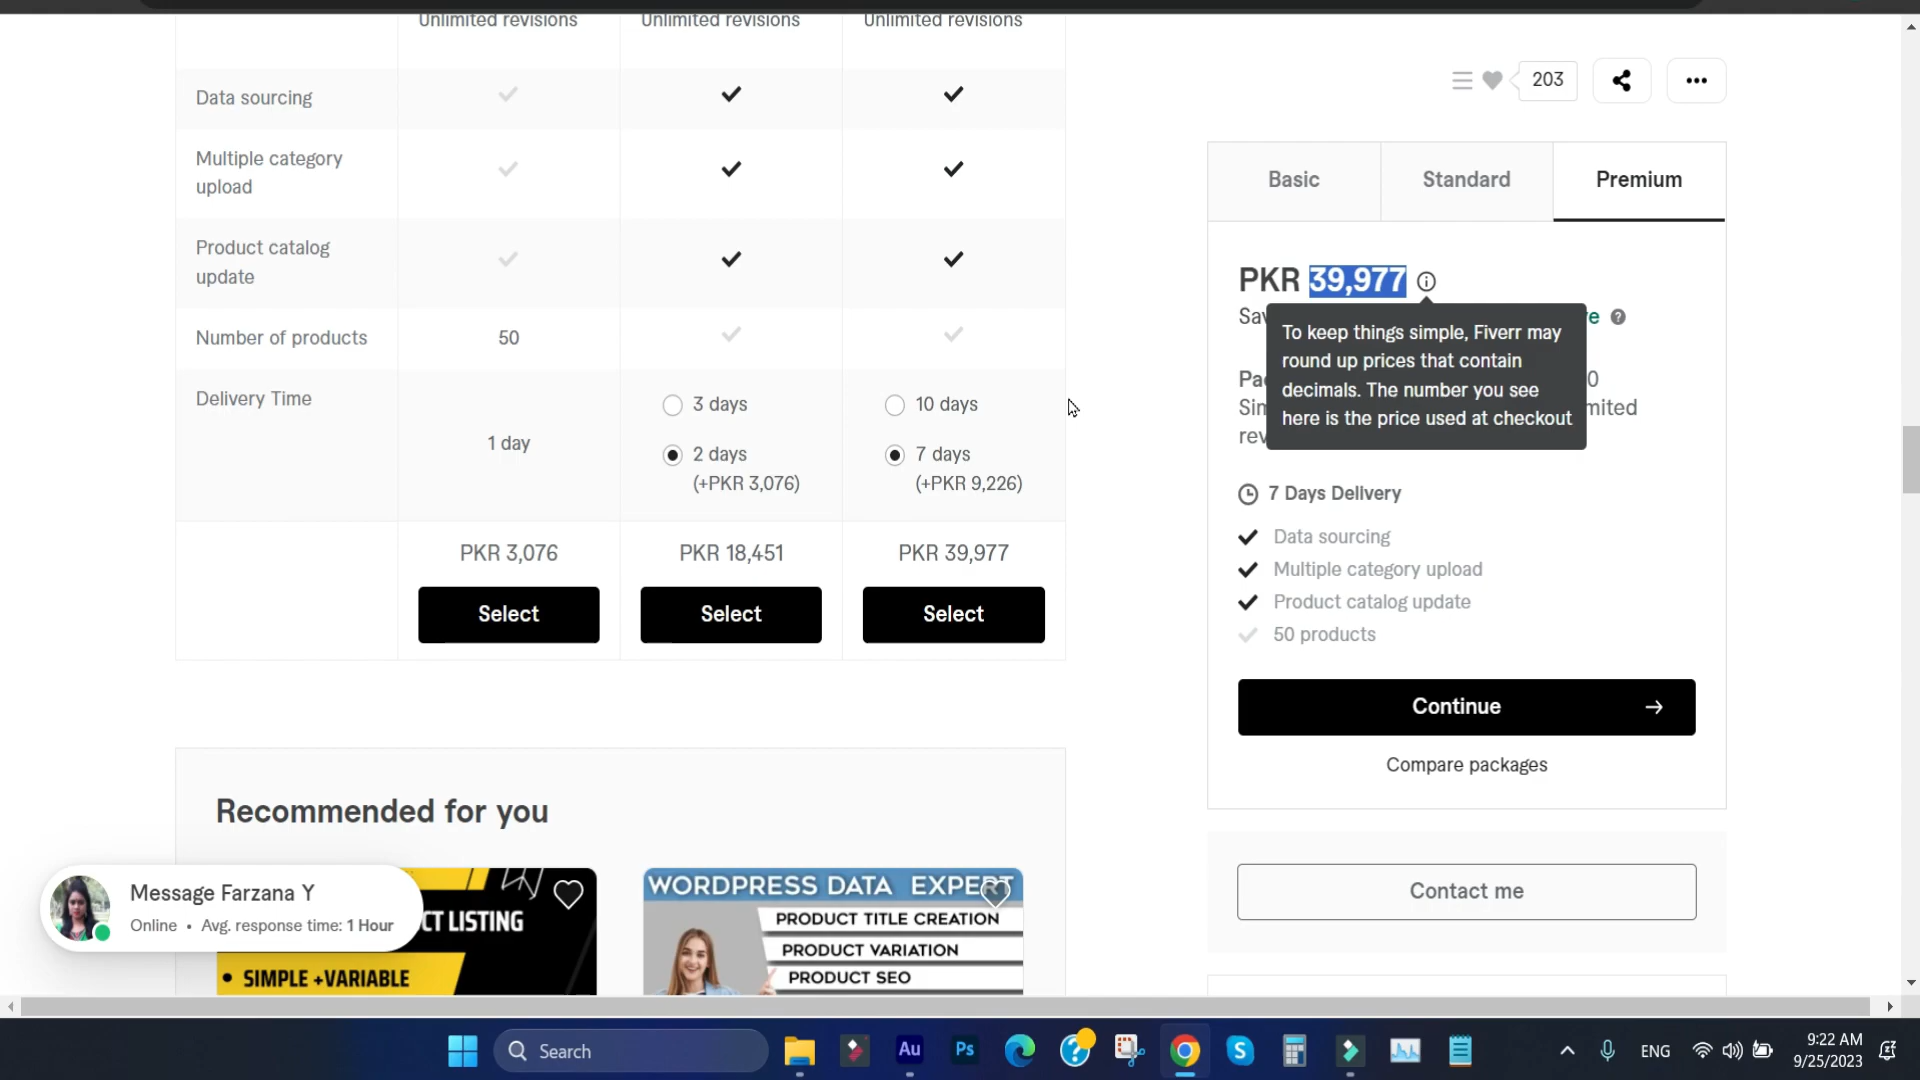 Unlimited revisions Unlimited revisions Unlimited revisions
Data sourcing
Multiple category
upload
Product catalog
update
Number of products 50
Delivery Time
1 day
3 days
2 days
(+PKR 3,076)
10 days
7 days
(+PKR 9,226)
PKR 3,076 PKR 18,451 PKR 39,977
Select Select Select
203
Basic Standard Premium
PKR 39,977
To keep things simple, Fiverr may
round up prices that contain
decimals. The number you see
here is the price used at checkout
7 Days Delivery
Data sourcing
Multiple category upload
Product catalog update
50 products
Continue
Compare packages
Contact me
Recommended for you
Message Farzana Y
Online • Avg. response time: 1 Hour
LISTING
• SIMPLE +VARIABLE
WORDPRESS DATA EXPERT
PRODUCT TITLE CREATION
PRODUCT VARIATION
PRODUCT SEO
Search
Au
Ps
ENG
9:22 AM
9/25/2023